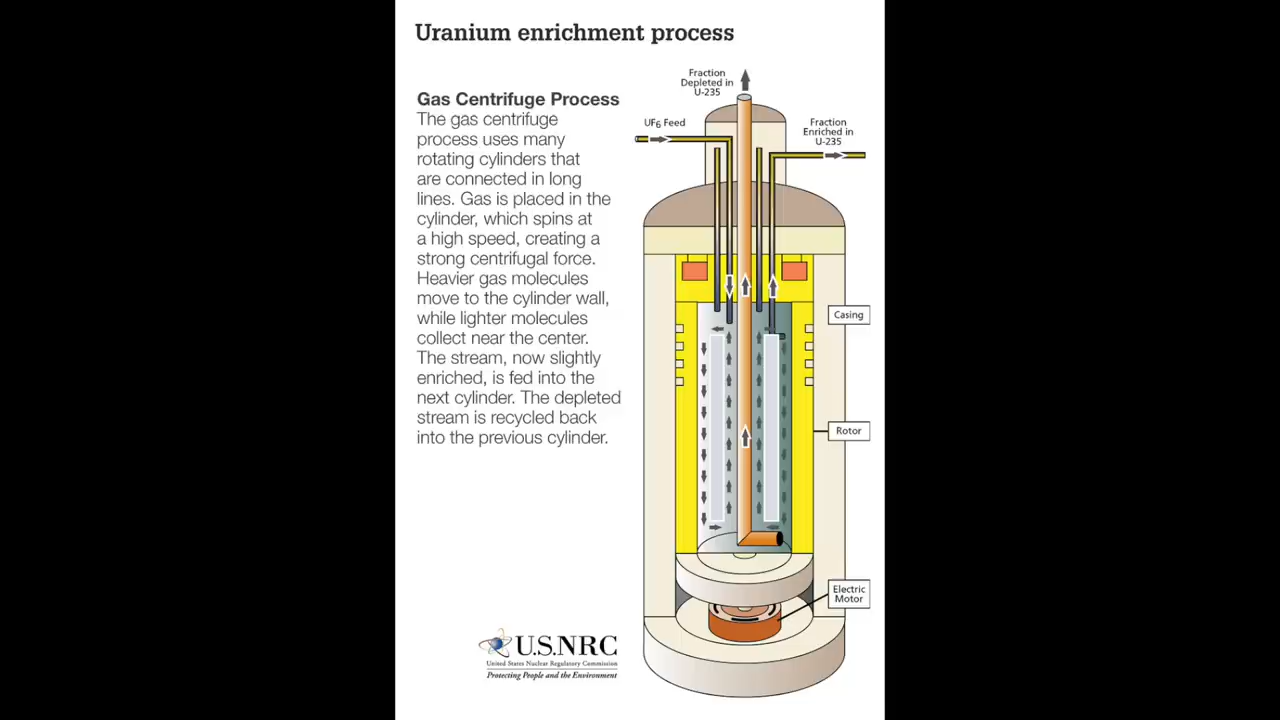 Uranium enrichment process
Gas Centrifuge Process
The gas centrifuge
process uses many
rotating cylinders that
are connected in long
lines. Gas is placed in the
cylinder, which spins at
a high speed, creating a
strong centrifugal force.
Heavier gas molecules
move to the cylinder wall,
while lighter molecules
collect near the center.
The stream, now slightly
enriched, is fed into the
next cylinder. The depleted
stream is recycled back
into the previous cylinder.
Fraction
Depleted in
U-235
UF6 Feed
Fraction
Enriched in
U-235
Casing
Rotor
Electric
Motor
U.S.NRC
United States Nuclear Regulatory Commission
Protecting People and the Environment